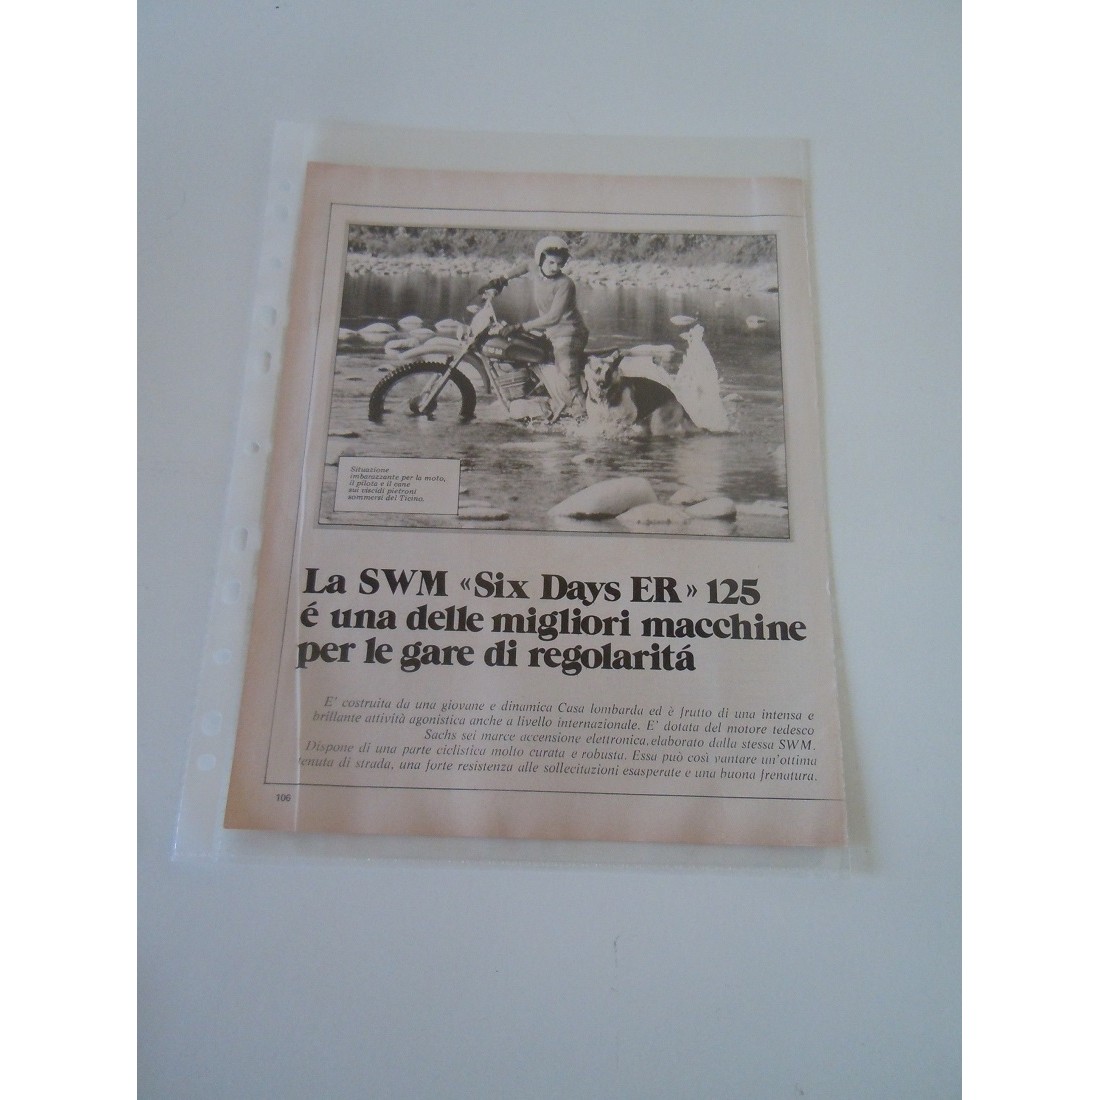 Situazione
imbarazzante per la moto,
il pilota e il cane
sui viscidi pietroni
sommersi del Ticino.
La SWM «Six Days ER» 125
é una delle migliori macchine
per le gare di regolaritá
E' costruita da una giovane e dinamica Casa lombarda ed è frutto di una intensa e
brillante attività agonistica anche a livello internazionale. E' dotata del motore tedesco
Sachs sei marce accensione elettronica, elaborato dalla stessa SWM.
Dispone di una parte ciclistica molto curata e robusta. Essa può così vantare un'ottima
tenuta di strada, una forte resistenza alle sollecitazioni esasperate e una buona frenatura.
106